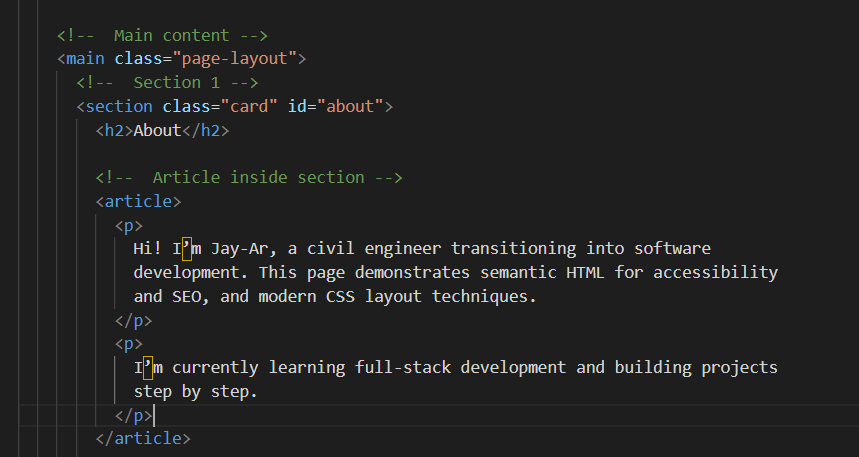 <!--  Main content -->
<main class="page-layout">
<!--  Section 1 -->
<section class="card" id="about">
<h2>About</h2>
<!--  Article inside section -->
<article>
<p>
Hi! I’m Jay-Ar, a civil engineer transitioning into software
development. This page demonstrates semantic HTML for accessibility
and SEO, and modern CSS layout techniques.
</p>
<p>
I’m currently learning full-stack development and building projects
step by step.
</p>
</article>